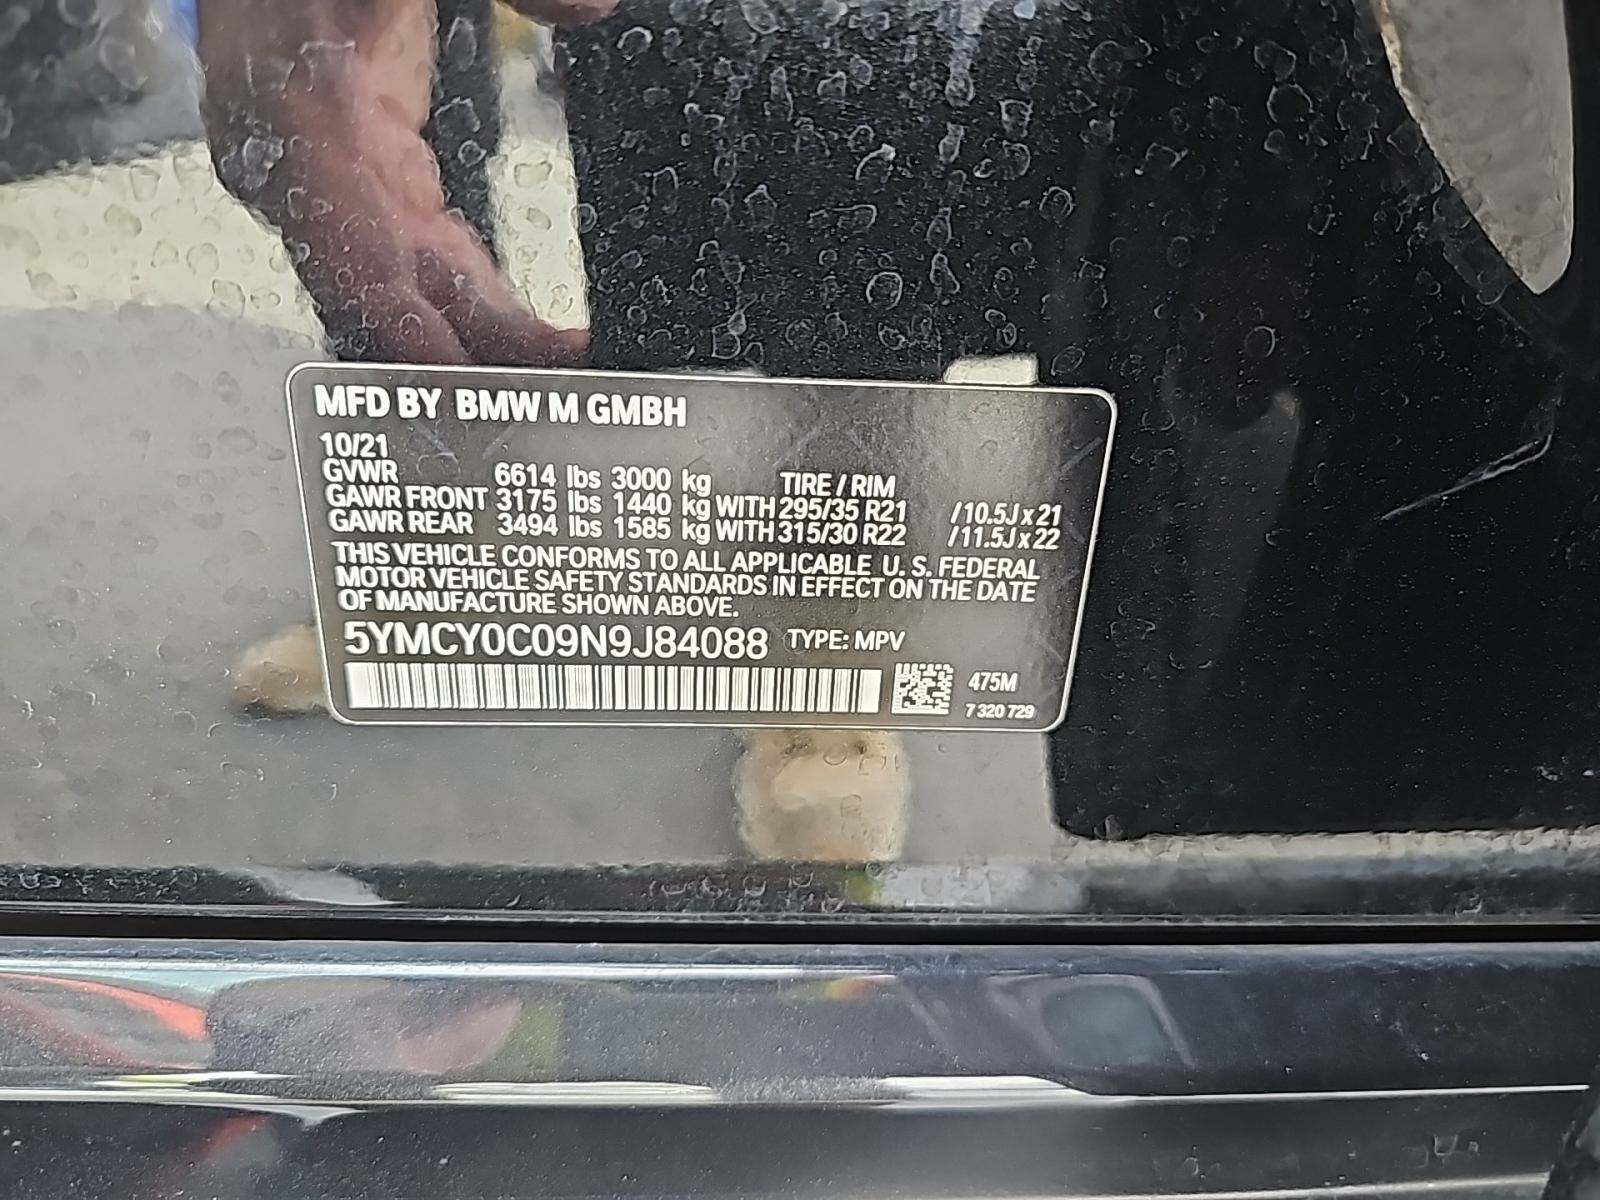 MFD BY BMW M GMBH
10/21
GVWR 6614 lbs 3000 kg TIRE / RIM
GAWR FRONT 3175 lbs 1440 kg WITH 295/35 R21 /10.5J x 21
GAWR REAR 3494 lbs 1585 kg WITH 315/30 R22 /11.5J x 22
THIS VEHICLE CONFORMS TO ALL APPLICABLE U. S. FEDERAL
MOTOR VEHICLE SAFETY STANDARDS IN EFFECT ON THE DATE
OF MANUFACTURE SHOWN ABOVE.
5YMCY0C09N9J84088 TYPE: MPV
475M
7 320 729